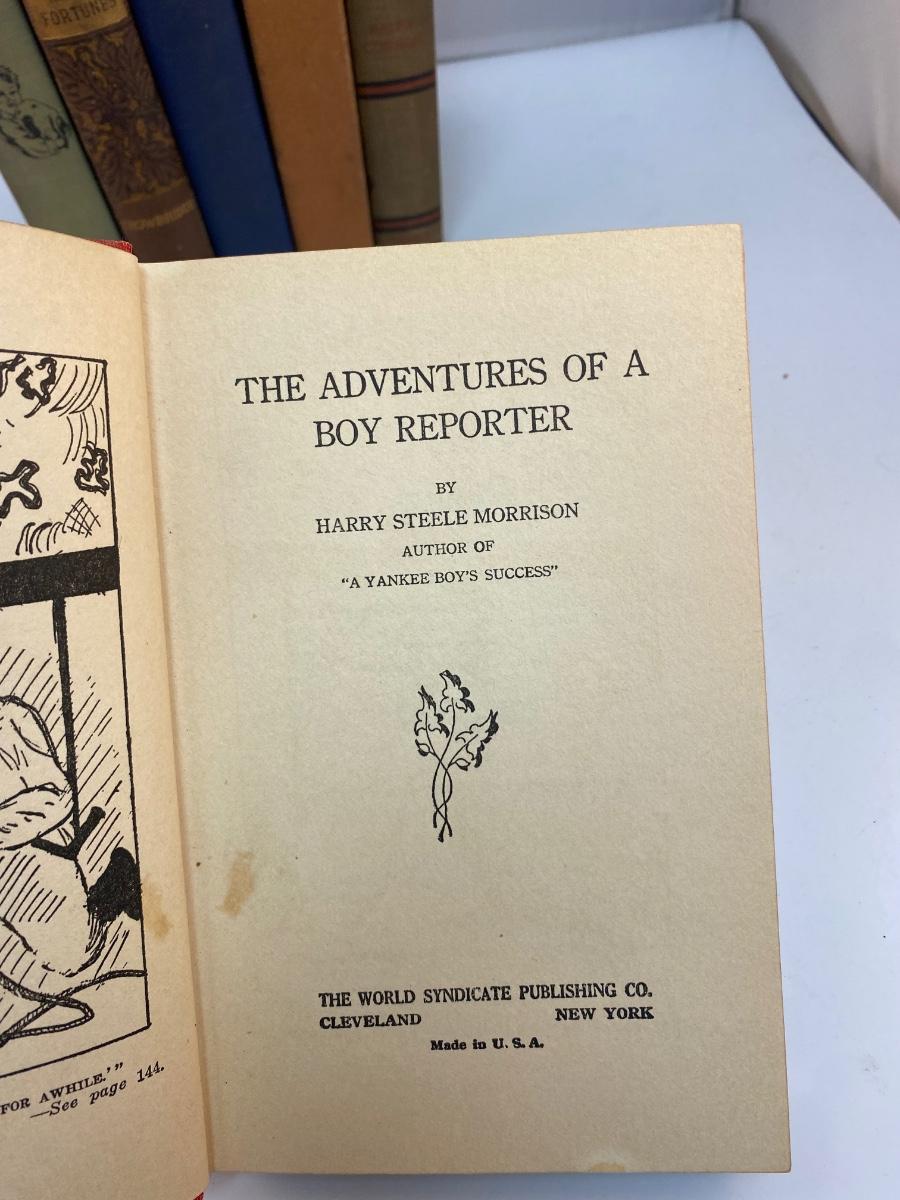 FORTUNES
THE ADVENTURES OF A
BOY REPORTER
BY
HARRY STEELE MORRISON
AUTHOR OF
"A YANKEE BOY'S SUCCESS"
THE WORLD SYNDICATE PUBLISHING CO.
CLEVELAND NEW YORK
Made in U. S. A.
FOR AWHILE.'"
—See page 144.